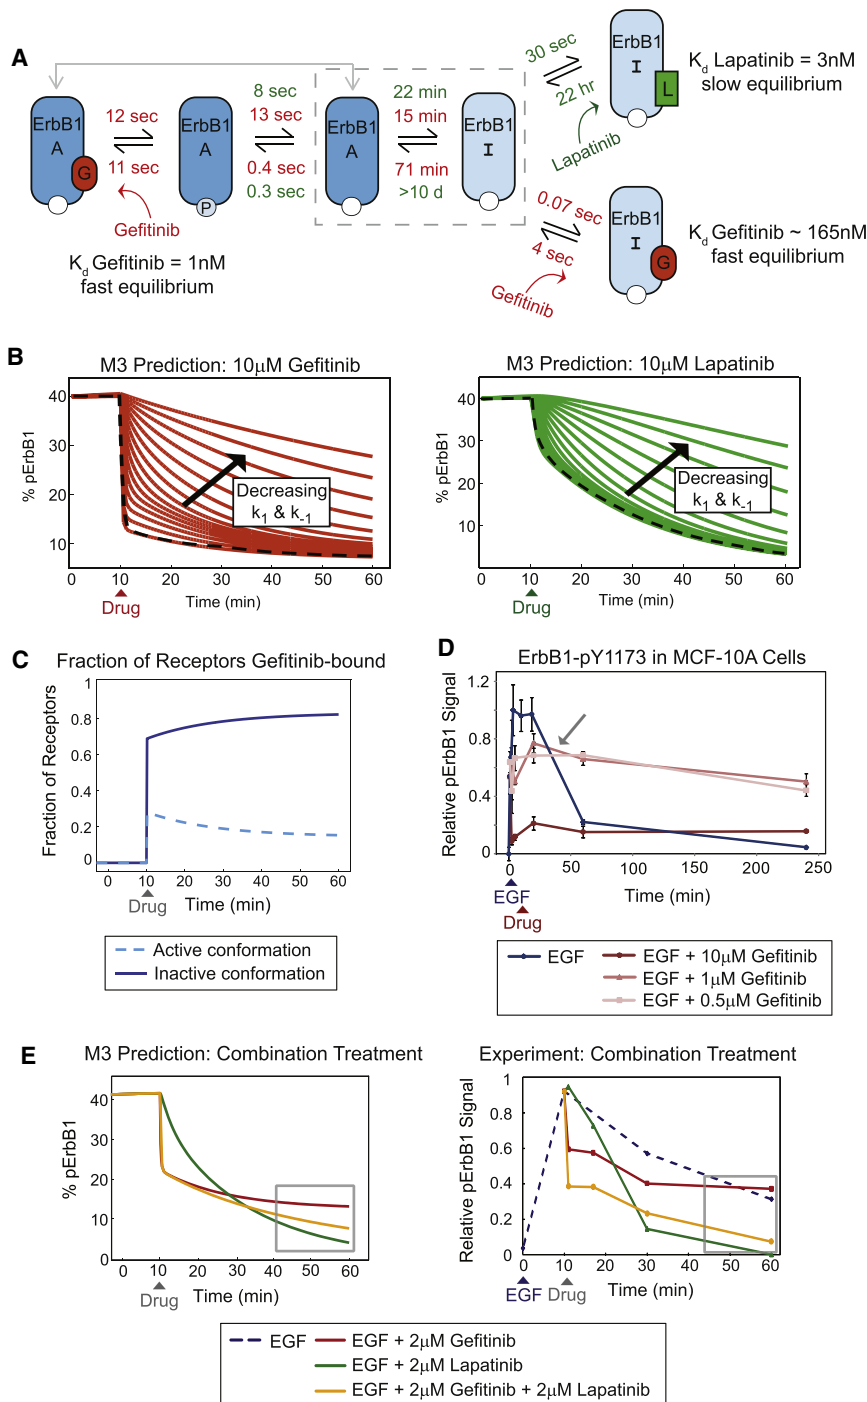 A
ErbB1
A
G
12 sec
11 sec
Gefitinib
K_d Gefitinib = 1nM
fast equilibrium
ErbB1
A
P
8 sec
13 sec
0.4 sec
0.3 sec
ErbB1
A
22 min
15 min
71 min
>10 d
ErbB1
I
30 sec
22 hr
Lapatinib
ErbB1
I
L
K_d Lapatinib = 3nM
slow equilibrium
0.07 sec
4 sec
Gefitinib
ErbB1
I
G
K_d Gefitinib ~ 165nM
fast equilibrium
B
M3 Prediction: 10μM Gefitinib
% pErbB1
40
30
20
10
Decreasing
k_1 & k_-1
0 10 20 30 40 50 60
Drug
Time (min)
M3 Prediction: 10μM Lapatinib
% pErbB1
40
30
20
10
Decreasing
k_1 & k_-1
0 10 20 30 40 50 60
Drug
Time (min)
C
Fraction of Receptors Gefitinib-bound
Fraction of Receptors
1
0.8
0.6
0.4
0.2
0
0 10 20 30 40 50 60
Drug
Time (min)
Active conformation
Inactive conformation
D
ErbB1-pY1173 in MCF-10A Cells
Relative pErbB1 Signal
1.2
0.8
0.4
0
0 50 100 150 200 250
EGF
Drug
Time (min)
EGF
EGF + 10μM Gefitinib
EGF + 1μM Gefitinib
EGF + 0.5μM Gefitinib
E
M3 Prediction: Combination Treatment
% pErbB1
40
30
20
10
0
0 10 20 30 40 50 60
Drug
Time (min)
Experiment: Combination Treatment
Relative pErbB1 Signal
1
0.8
0.6
0.4
0.2
0
0 10 20 30 40 50 60
EGF
Drug
Time (min)
EGF
EGF + 2μM Gefitinib
EGF + 2μM Lapatinib
EGF + 2μM Gefitinib + 2μM Lapatinib